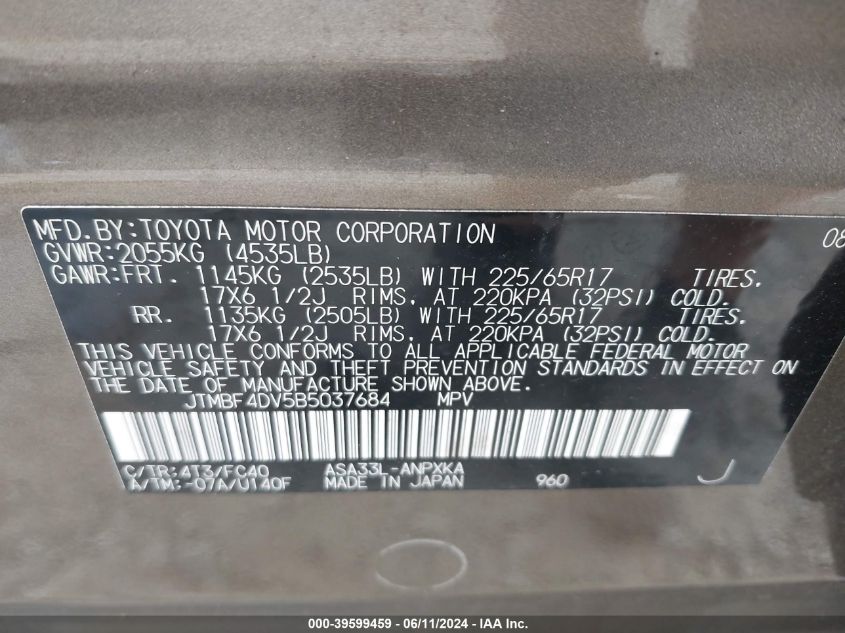 MFD.BY:TOYOTA MOTOR CORPORATION 08
GVWR:2055KG (4535LB)
GAWR:FRT. 1145KG (2535LB) WITH 225/65R17 TIRES.
17X6 1/2J RIMS, AT 220KPA (32PSI) COLD.
RR. 1135KG (2505LB) WITH 225/65R17 TIRES.
17X6 1/2J RIMS, AT 220KPA (32PSI) COLD.
THIS VEHICLE CONFORMS TO ALL APPLICABLE FEDERAL MOTOR
VEHICLE SAFETY AND THEFT PREVENTION STANDARDS IN EFFECT ON
THE DATE OF MANUFACTURE SHOWN ABOVE.
JTMBF4DV5B5037684 MPV
C/TR:4T3/FC40 ASA33L-ANPXKA
A/TM:-07A/U140F MADE IN JAPAN 960 J
000-39599459 - 06/11/2024 - IAA Inc.